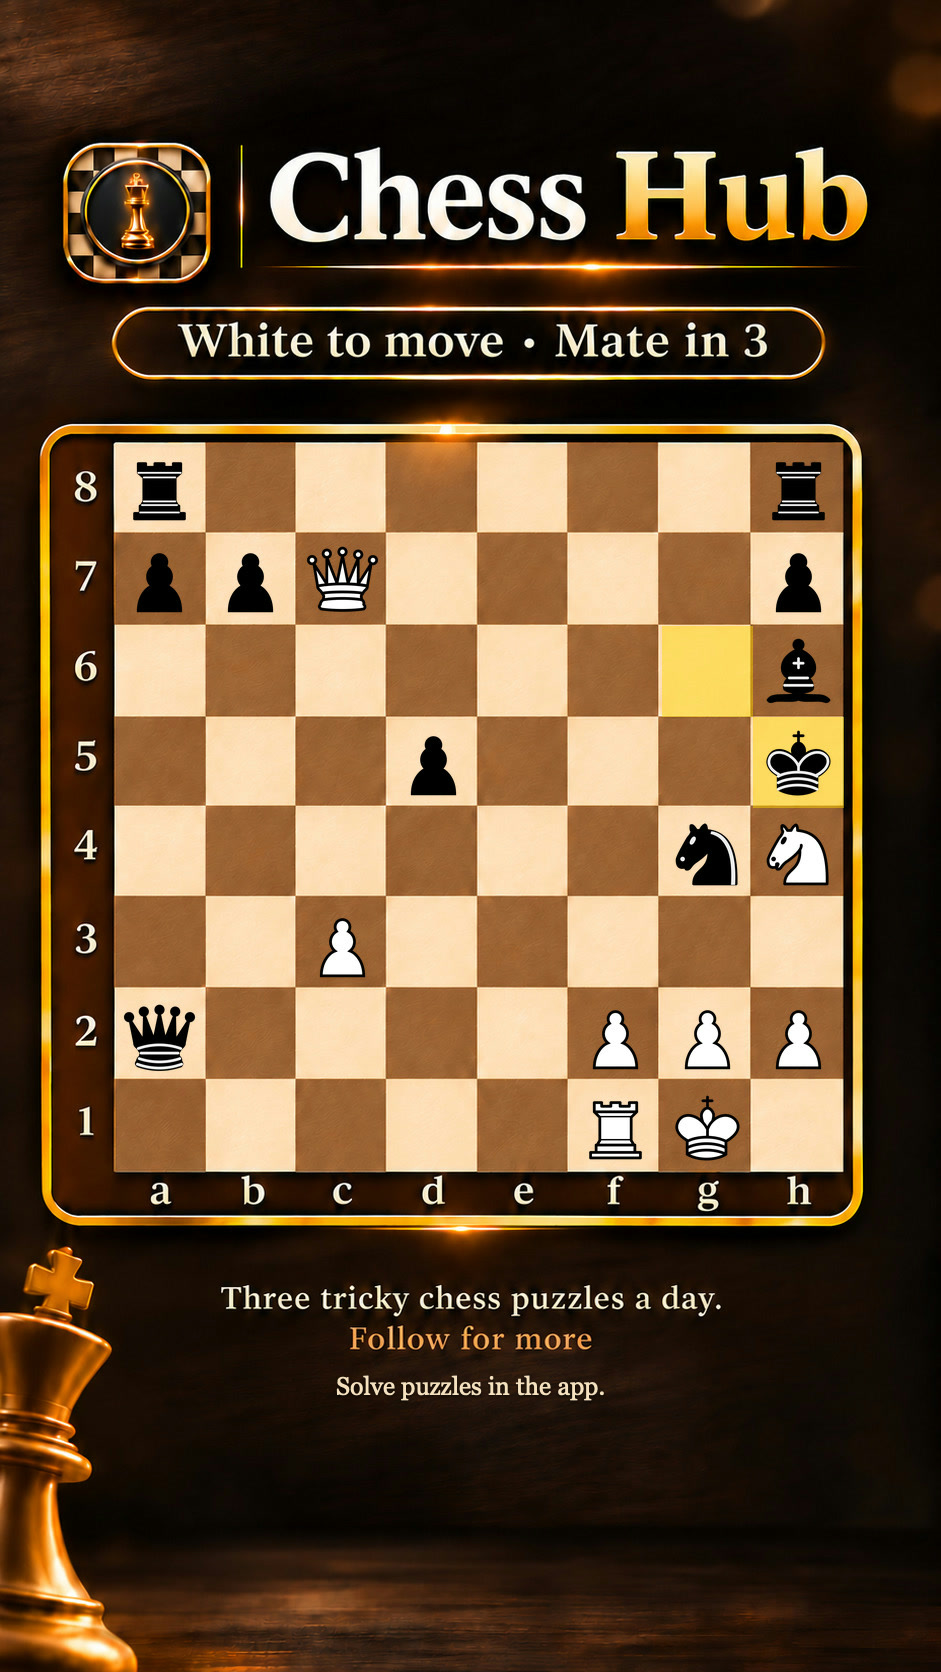 Chess Hub
White to move • Mate in 3
8
7
6
5
4
3
2
1
a b c d e f g h
Three tricky chess puzzles a day.
Follow for more
Solve puzzles in the app.